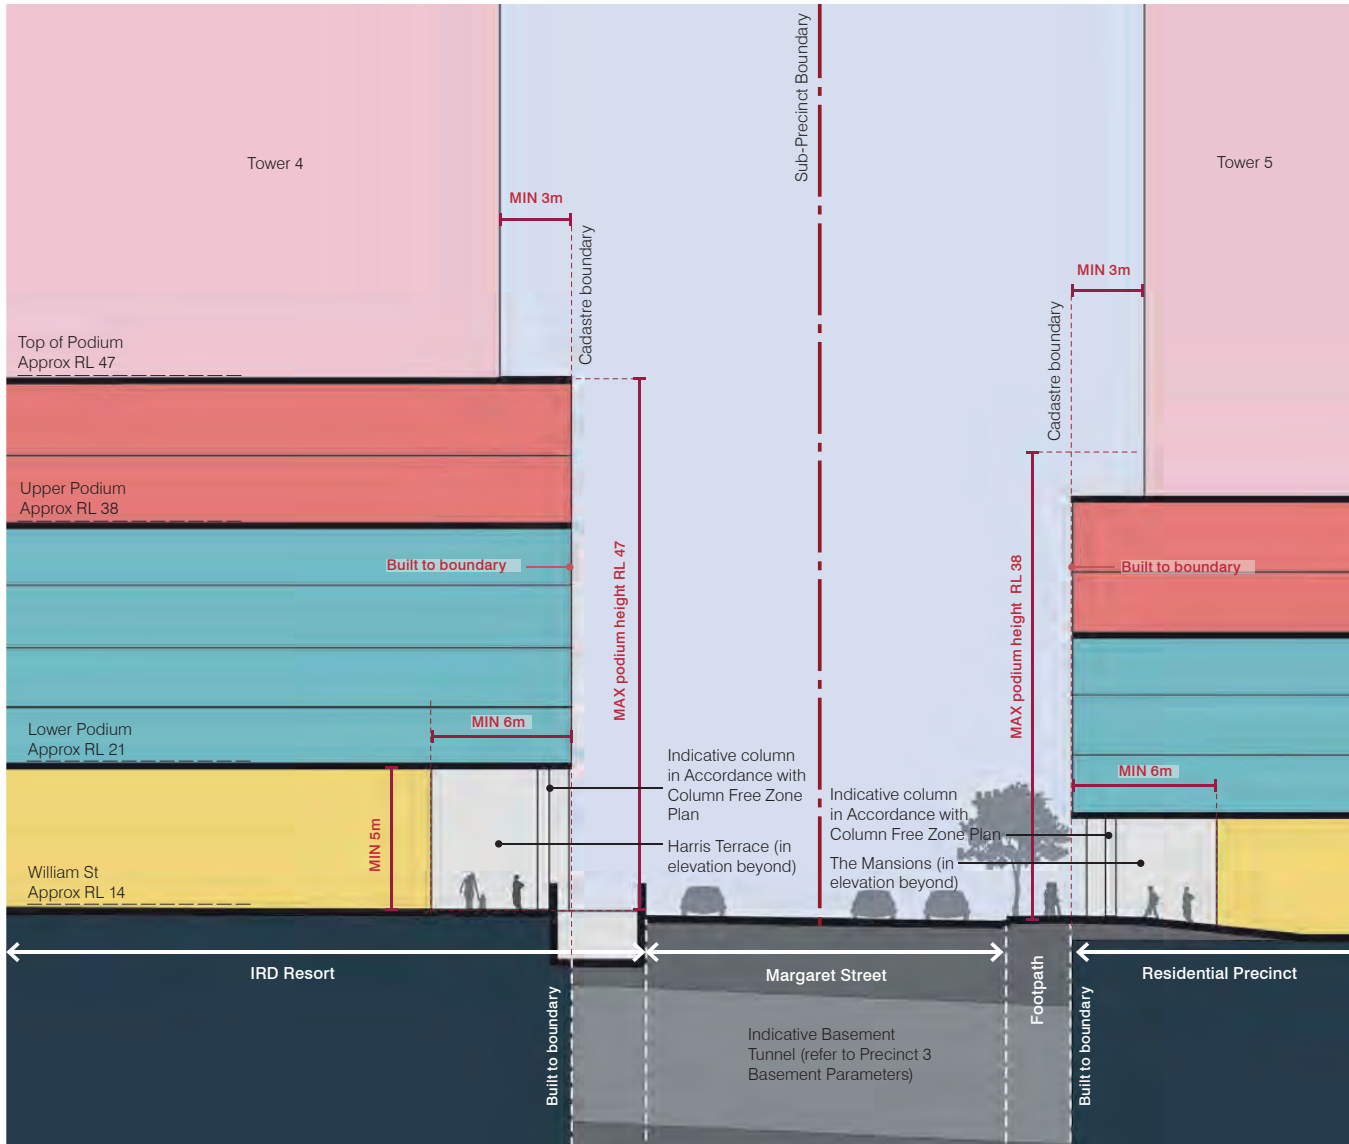 Sub-Precinct Boundary
Tower 4
Tower 5
MIN 3m
Cadastre boundary
MIN 3m
Cadastre boundary
Top of Podium
Approx RL 47
Upper Podium
Approx RL 38
Built to boundary
MAX podium height RL 47
MAX podium height RL 38
Built to boundary
Lower Podium
Approx RL 21
MIN 6m
MIN 6m
Indicative column
in Accordance with
Column Free Zone
Plan
Harris Terrace (in
elevation beyond)
Indicative column
in Accordance with
Column Free Zone Plan
The Mansions (in
elevation beyond)
MIN 5m
William St
Approx RL 14
IRD Resort
Margaret Street
Footpath
Residential Precinct
Built to boundary
Built to boundary
Indicative Basement
Tunnel (refer to Precinct 3
Basement Parameters)